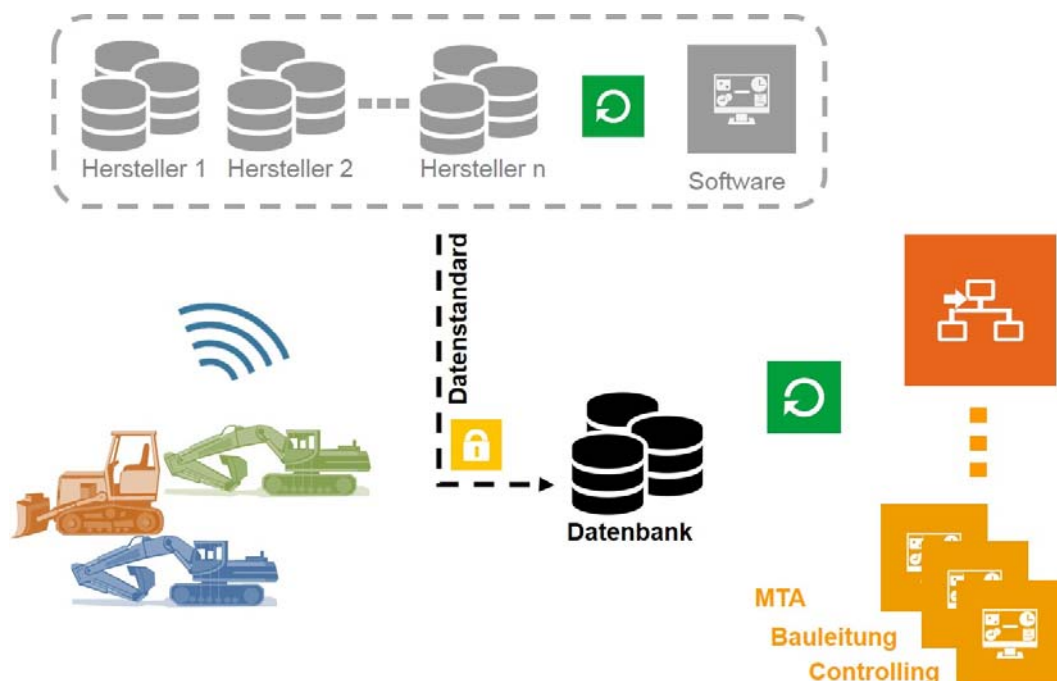 Hersteller 1
Hersteller 2
Hersteller n
Software
Datenstandard
Datenbank
MTA
Bauleitung
Controlling